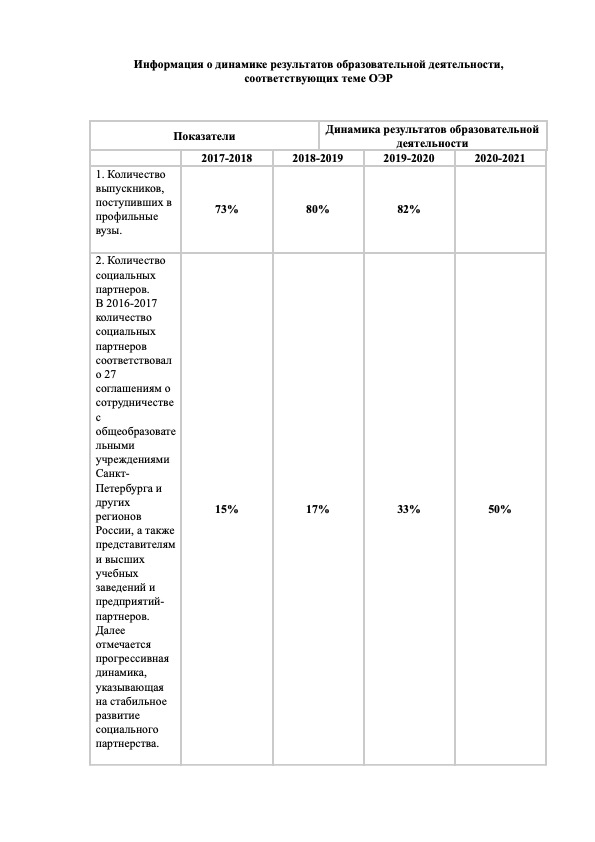 Информация о динамике результатов образовательной деятельности,
соответствующих теме ОЭР
Показатели
Динамика результатов образовательной
деятельности
2017-2018 2018-2019 2019-2020 2020-2021
1. Количество
выпускников,
поступивших в
профильные
вузы.
73% 80% 82%
2. Количество
социальных
партнеров.
В 2016-2017
количество
социальных
партнеров
соответствовал
о 27
соглашениям о
сотрудничестве
с
общеобразовате
льными
учреждениями
Санкт-
Петербурга и
других
регионов
России, а также
представителям
и высших
учебных
заведений и
предприятий-
партнеров.
Далее
отмечается
прогрессивная
динамика,
указывающая
на стабильное
развитие
социального
партнерства.
15% 17% 33% 50%